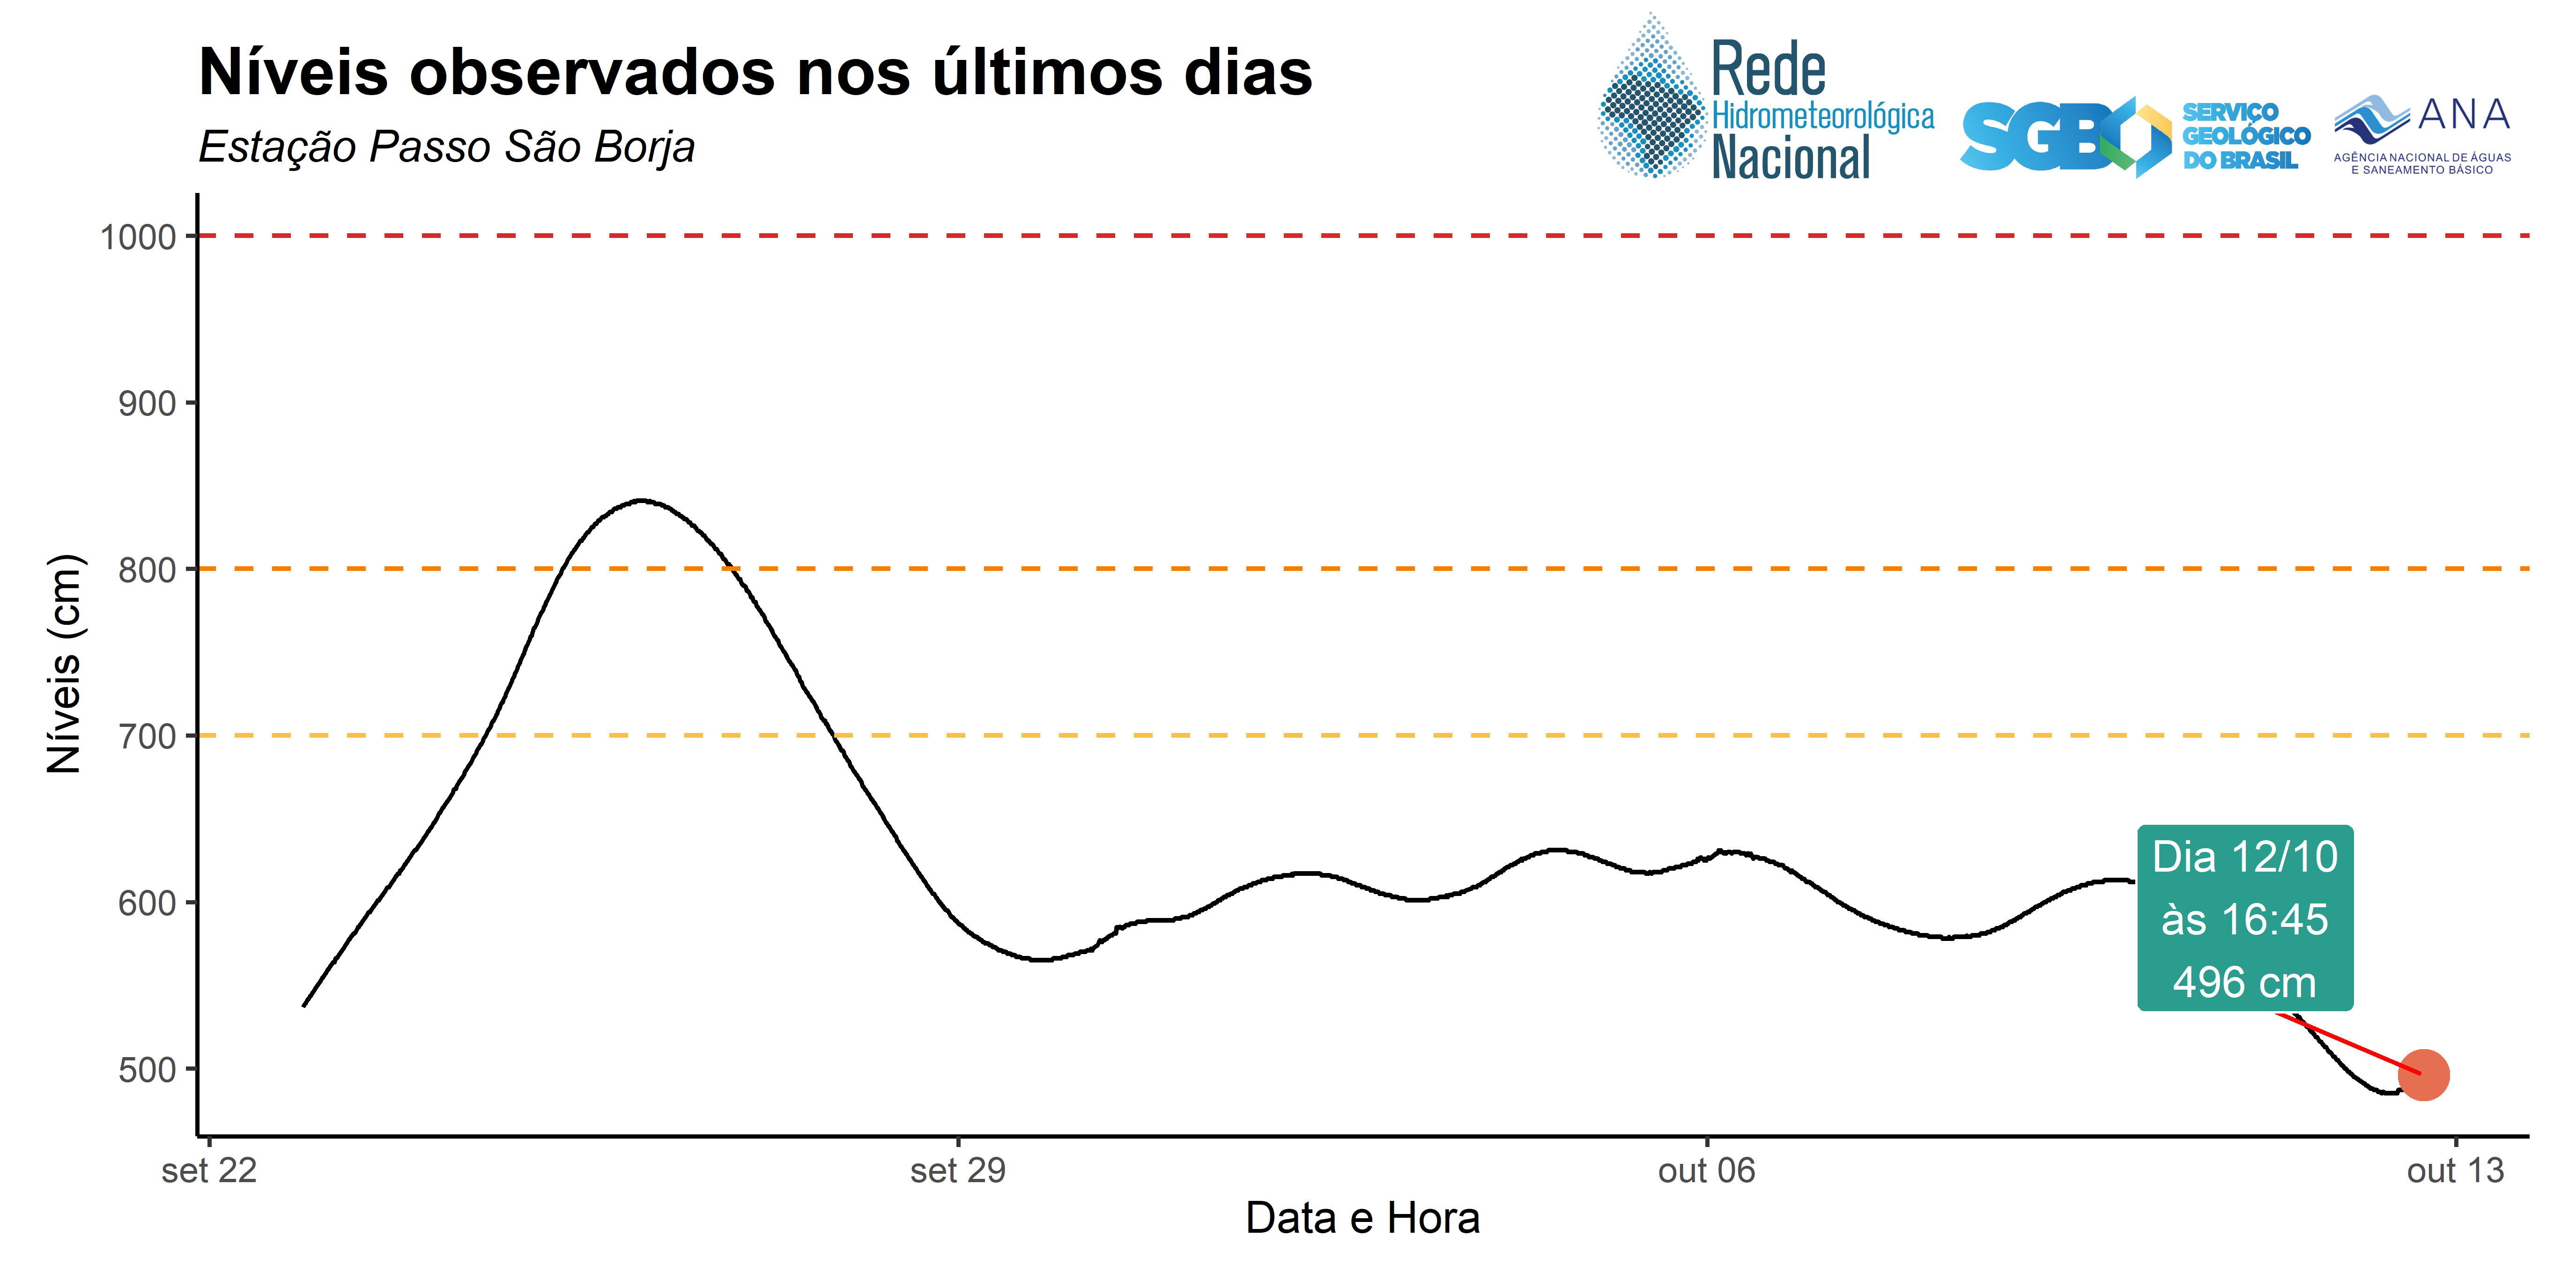 Níveis observados nos últimos dias
Estação Passo São Borja
Rede
Hidrometeorológica
Nacional
SGB
SERVIÇO
GEOLÓGICO
DO BRASIL
ANA
AGÊNCIA NACIONAL DE ÁGUAS
E SANEAMENTO BÁSICO
Níveis (cm)
1000
900
800
700
600
500
Dia 12/10
às 16:45
496 cm
set 22
set 29
out 06
out 13
Data e Hora